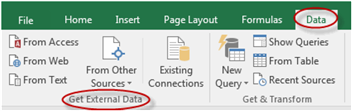 File Home Insert Page Layout Formulas Data
From Access
From Web
From Text
From Other
Sources
Existing
Connections
Get External Data
New
Query
Show Queries
From Table
Recent Sources
Get & Transform